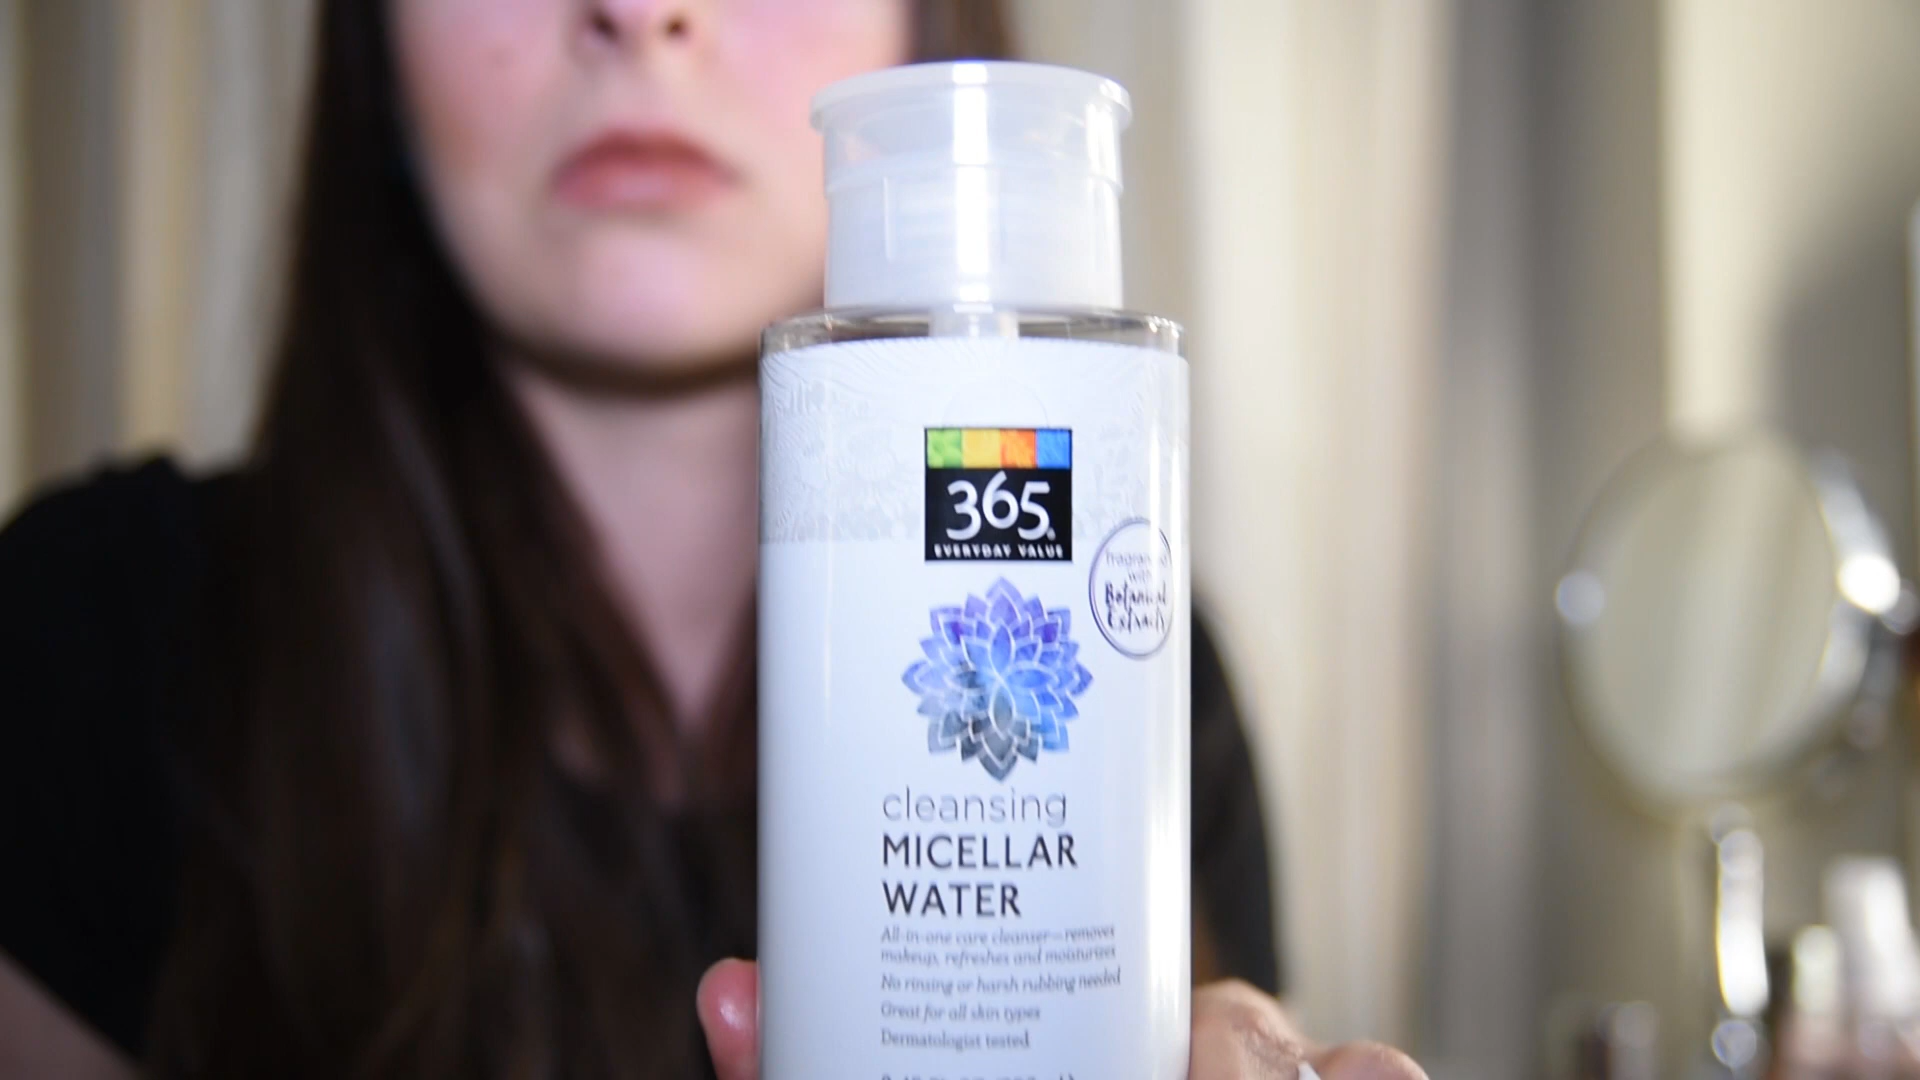 365
EVERYDAY VALUE
fragranced
with
Botanical
Extracts
cleansing
MICELLAR
WATER
All-in-one care cleanser—removes
makeup, refreshes and moisturizes
No rinsing or harsh rubbing needed
Great for all skin types
Dermatologist tested